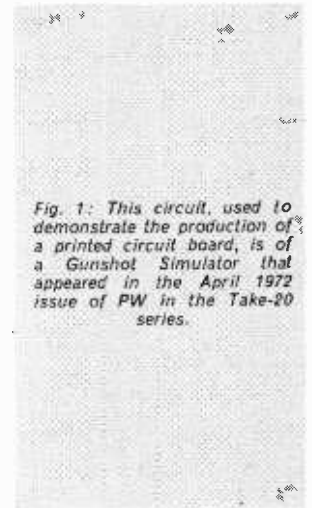 Fig. 1: This circuit, used to
demonstrate the production of
a printed circuit board, is of
a Gunshot Simulator that
appeared in the April 1972
issue of PW in the Take-20
series.